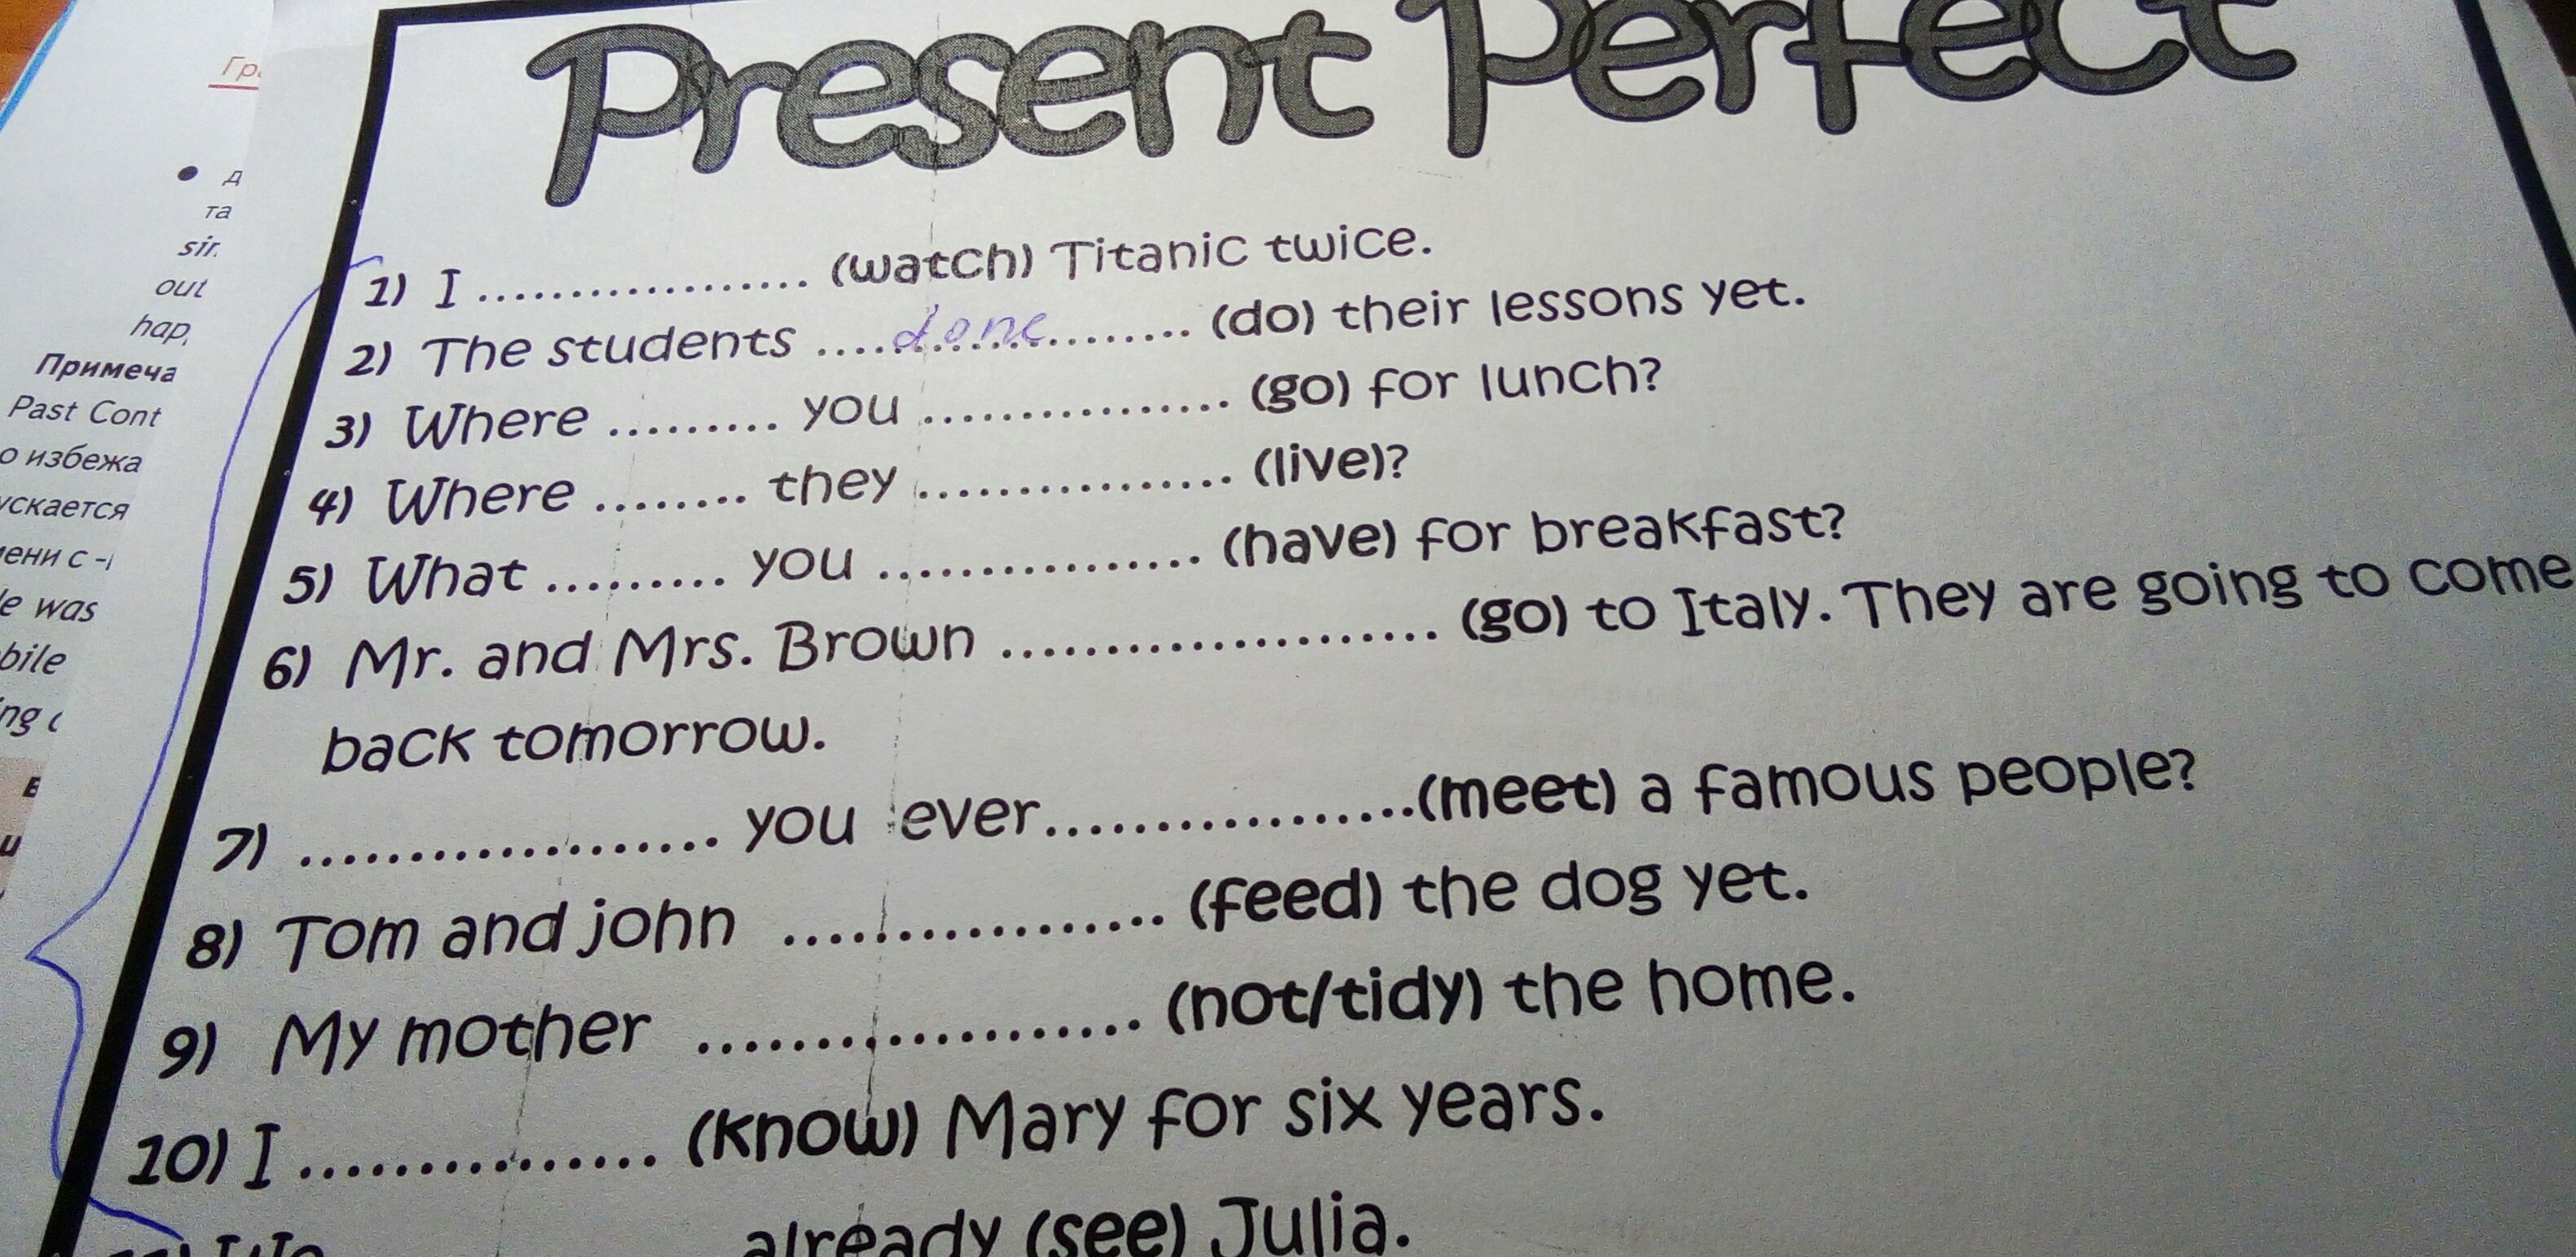 Present Perfect
1) I .................... (watch) Titanic twice.
2) The students ....done......... (do) their lessons yet.
3) Where .......... you ................... (go) for lunch?
4) Where ......... they ................... (live)?
5) What .......... you ................... (have) for breakfast?
6) Mr. and Mrs. Brown .......................... (go) to Italy. They are going to come
back tomorrow.
7) ....................... you ever......................(meet) a famous people?
8) Tom and john ..................... (feed) the dog yet.
9) My mother ....................... (not/tidy) the home.
10) I ................... (know) Mary for six years.
already (see) Julia.
та
out
Примеча
Past Cont
о избежа
ускается
ени с -
e was
bile
ng